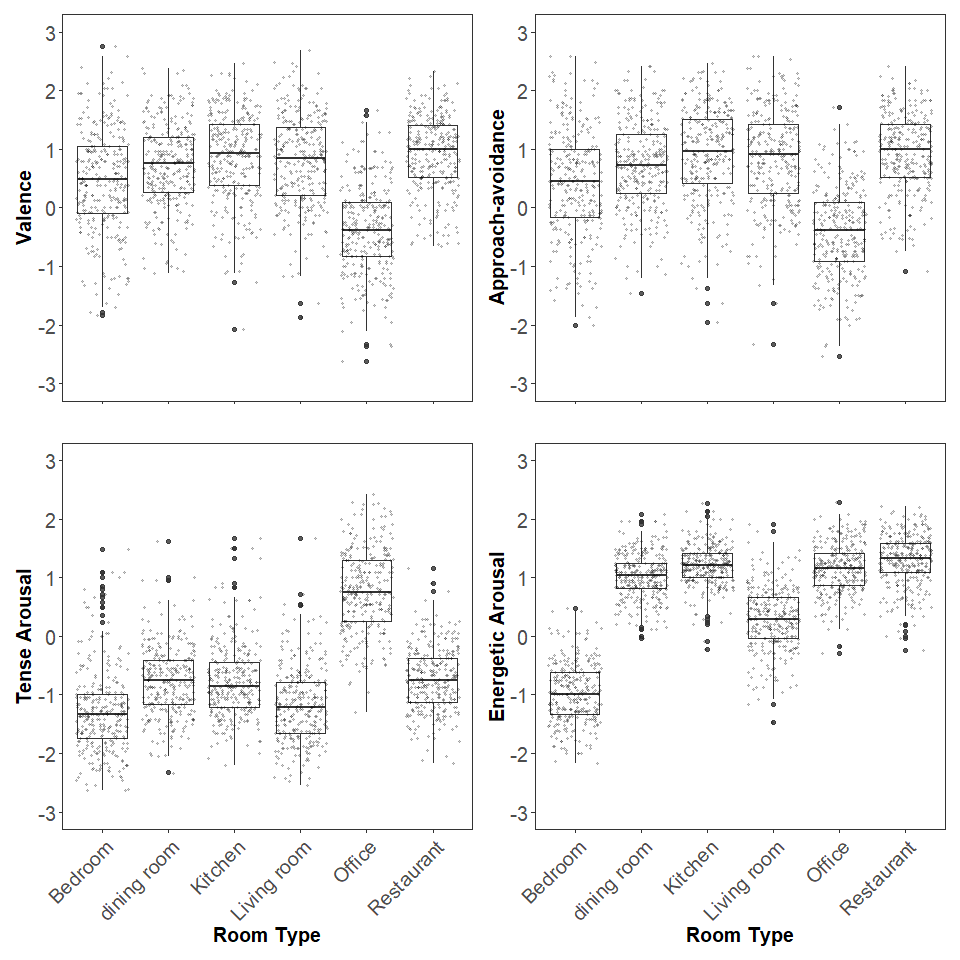 Valence
3
2
1
0
-1
-2
-3
Approach-avoidance
3
2
1
0
-1
-2
-3
Tense Arousal
3
2
1
0
-1
-2
-3
Bedroom
dining room
Kitchen
Living room
Office
Restaurant
Room Type
Energetic Arousal
3
2
1
0
-1
-2
-3
Bedroom
dining room
Kitchen
Living room
Office
Restaurant
Room Type